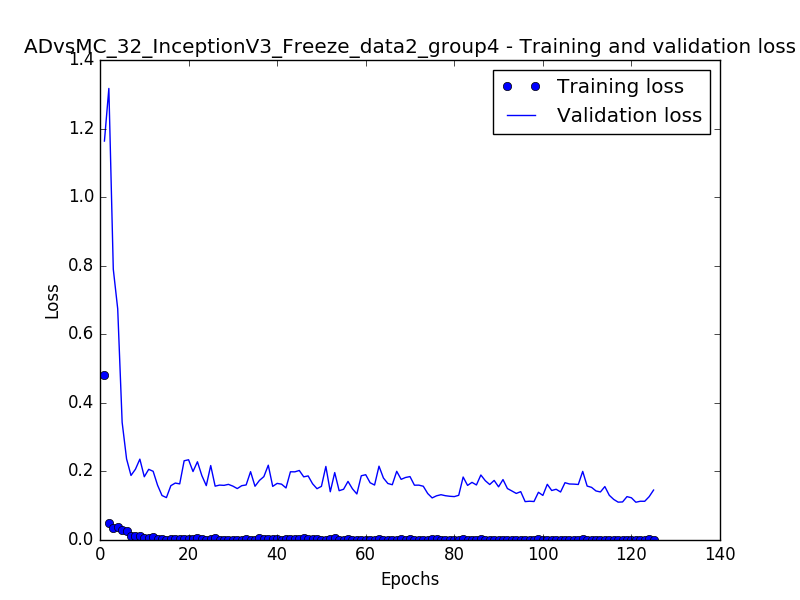 ADvsMC_32_InceptionV3_Freeze_data2_group4 - Training and validation loss
1.4
1.2
1.0
0.8
0.6
0.4
0.2
0.0
Loss
Training loss
Validation loss
0 20 40 60 80 100 120 140
Epochs